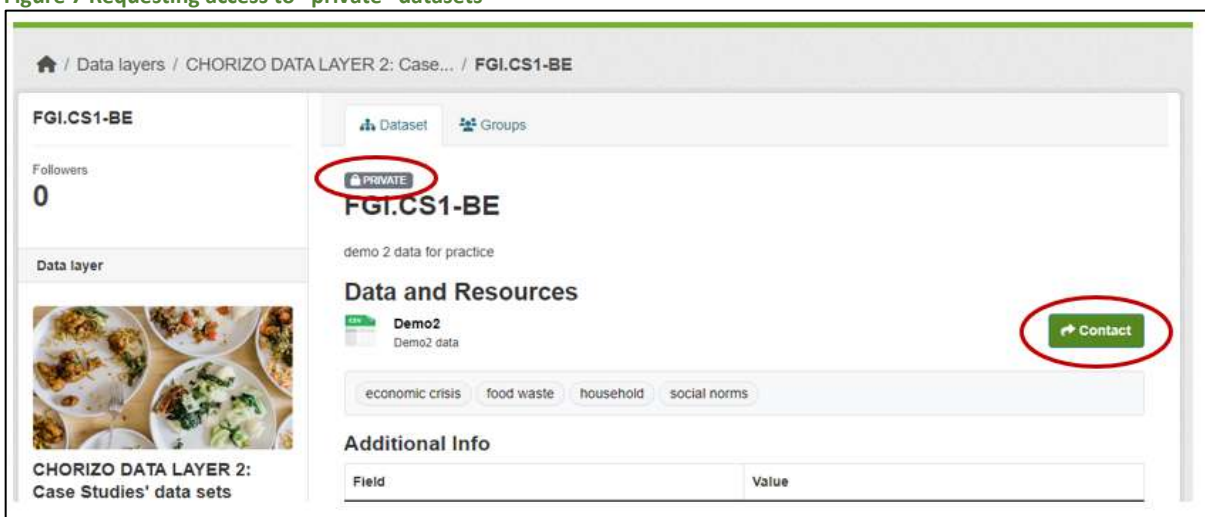 Figure 7 Requesting access to "private" datasets
/ Data layers / CHORIZO DATA LAYER 2: Case... / FGI.CS1-BE
FGI.CS1-BE
Followers
0
Data layer
CHORIZO DATA LAYER 2:
Case Studies' data sets
Dataset
Groups
PRIVATE
FGI.CS1-BE
demo 2 data for practice
Data and Resources
CSV
Demo2
Demo2 data
Contact
economic crisis
food waste
household
social norms
Additional Info
Field
Value